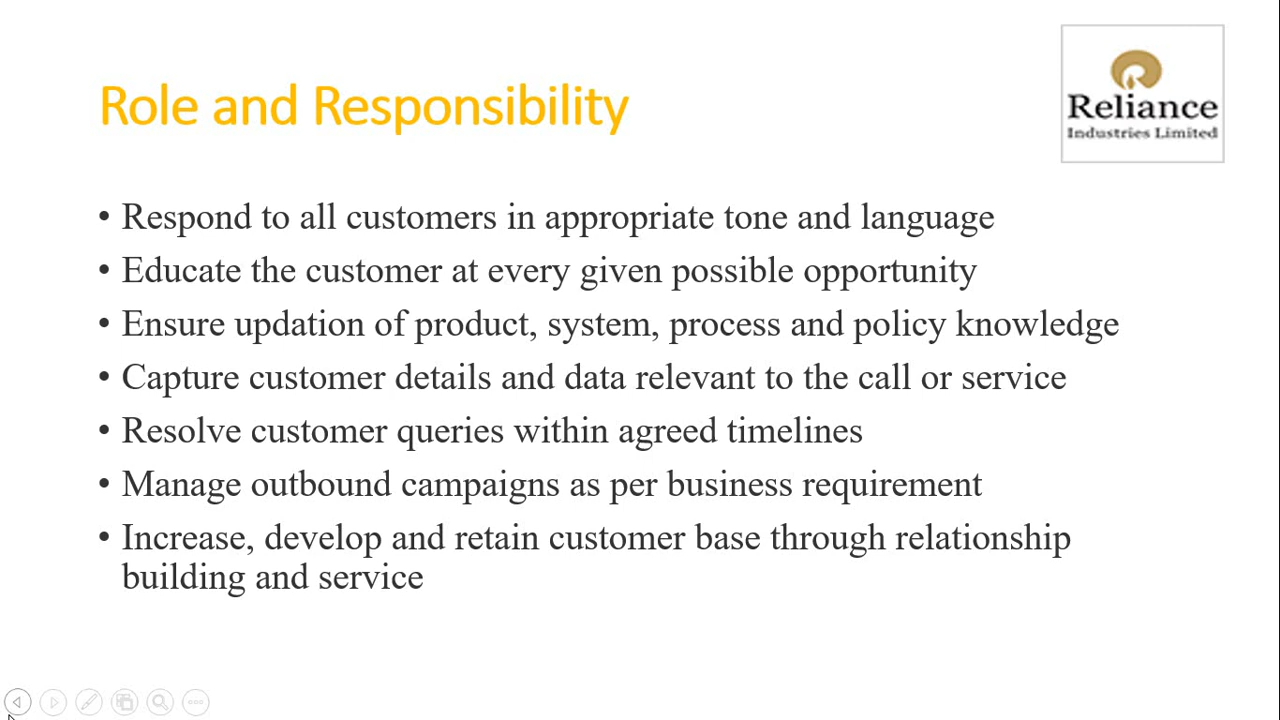 Role and Responsibility
Reliance
Industries Limited
• Respond to all customers in appropriate tone and language
• Educate the customer at every given possible opportunity
• Ensure updation of product, system, process and policy knowledge
• Capture customer details and data relevant to the call or service
• Resolve customer queries within agreed timelines
• Manage outbound campaigns as per business requirement
• Increase, develop and retain customer base through relationship
building and service